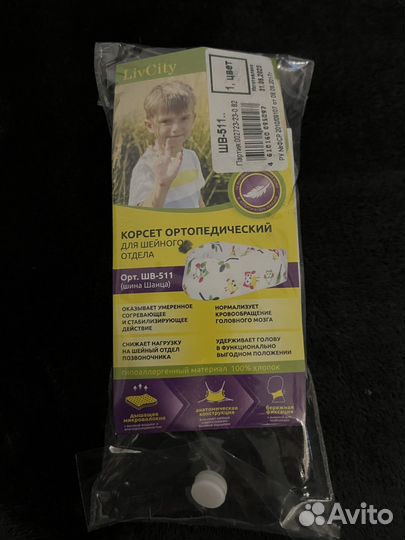 LivCity
ШВ-511..
1, цвет
КОРСЕТ ОРТОПЕДИЧЕСКИЙ
ДЛЯ ШЕЙНОГО
ОТДЕЛА
Орт. ШВ-511
(шина Шанца)
ОКАЗЫВАЕТ УМЕРЕННОЕ
СОГРЕВАЮЩЕЕ
И СТАБИЛИЗИРУЮЩЕЕ
ДЕЙСТВИЕ
НОРМАЛИЗУЕТ
КРОВООБРАЩЕНИЕ
ГОЛОВНОГО МОЗГА
СНИЖАЕТ НАГРУЗКУ
НА ШЕЙНЫЙ ОТДЕЛ
ПОЗВОНОЧНИКА
УДЕРЖИВАЕТ ГОЛОВУ
В ФУНКЦИОНАЛЬНО
ВЫГОДНОМ ПОЛОЖЕНИИ
гипоаллергенный материал 100% хлопок
дышащее
микроволокно
анатомическая
конструкция
бережная
фиксация
Avito